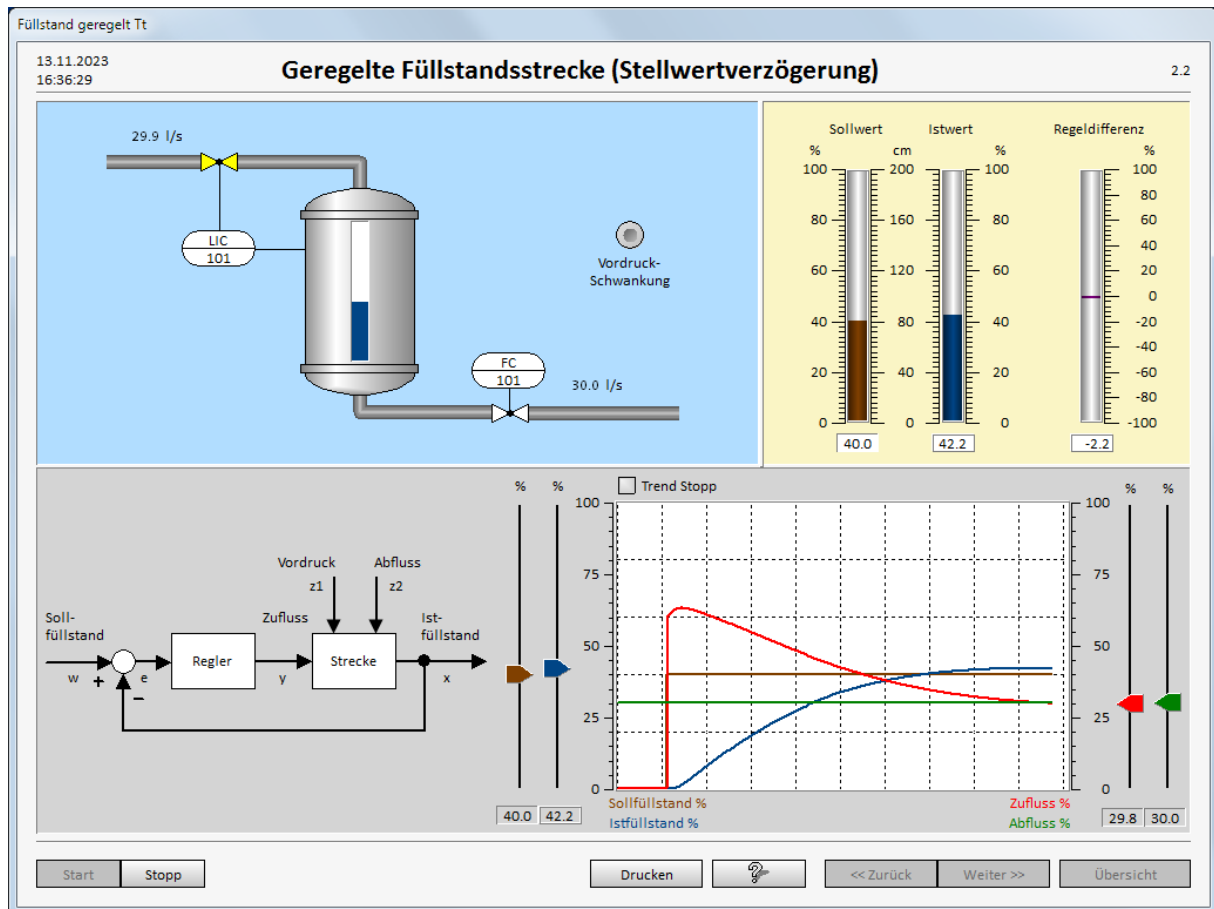 Füllstand geregelt Tt
13.11.2023
16:36:29
Geregelte Füllstandsstrecke (Stellwertverzögerung)
2.2
29.9 l/s
LIC
101
Vordruck-
Schwankung
FC
101
30.0 l/s
Sollwert Istwert Regeldifferenz
% cm % %
100 200 100 100
80
80 160 80 60
40
60 120 60 20
0
40 80 40 -20
-40
20 40 20 -60
-80
0 0 0 -100
40.0 42.2 -2.2
Vordruck Abfluss
z1 z2
Soll-
füllstand
Zufluss
Ist-
füllstand
Regler
Strecke
w + e y x
−
% %
40.0 42.2
Trend Stopp
100
75
50
25
0
Sollfüllstand %
Istfüllstand %
Zufluss %
Abfluss %
100
75
50
25
0
% %
29.8 30.0
Start Stopp Drucken ? << Zurück Weiter >> Übersicht